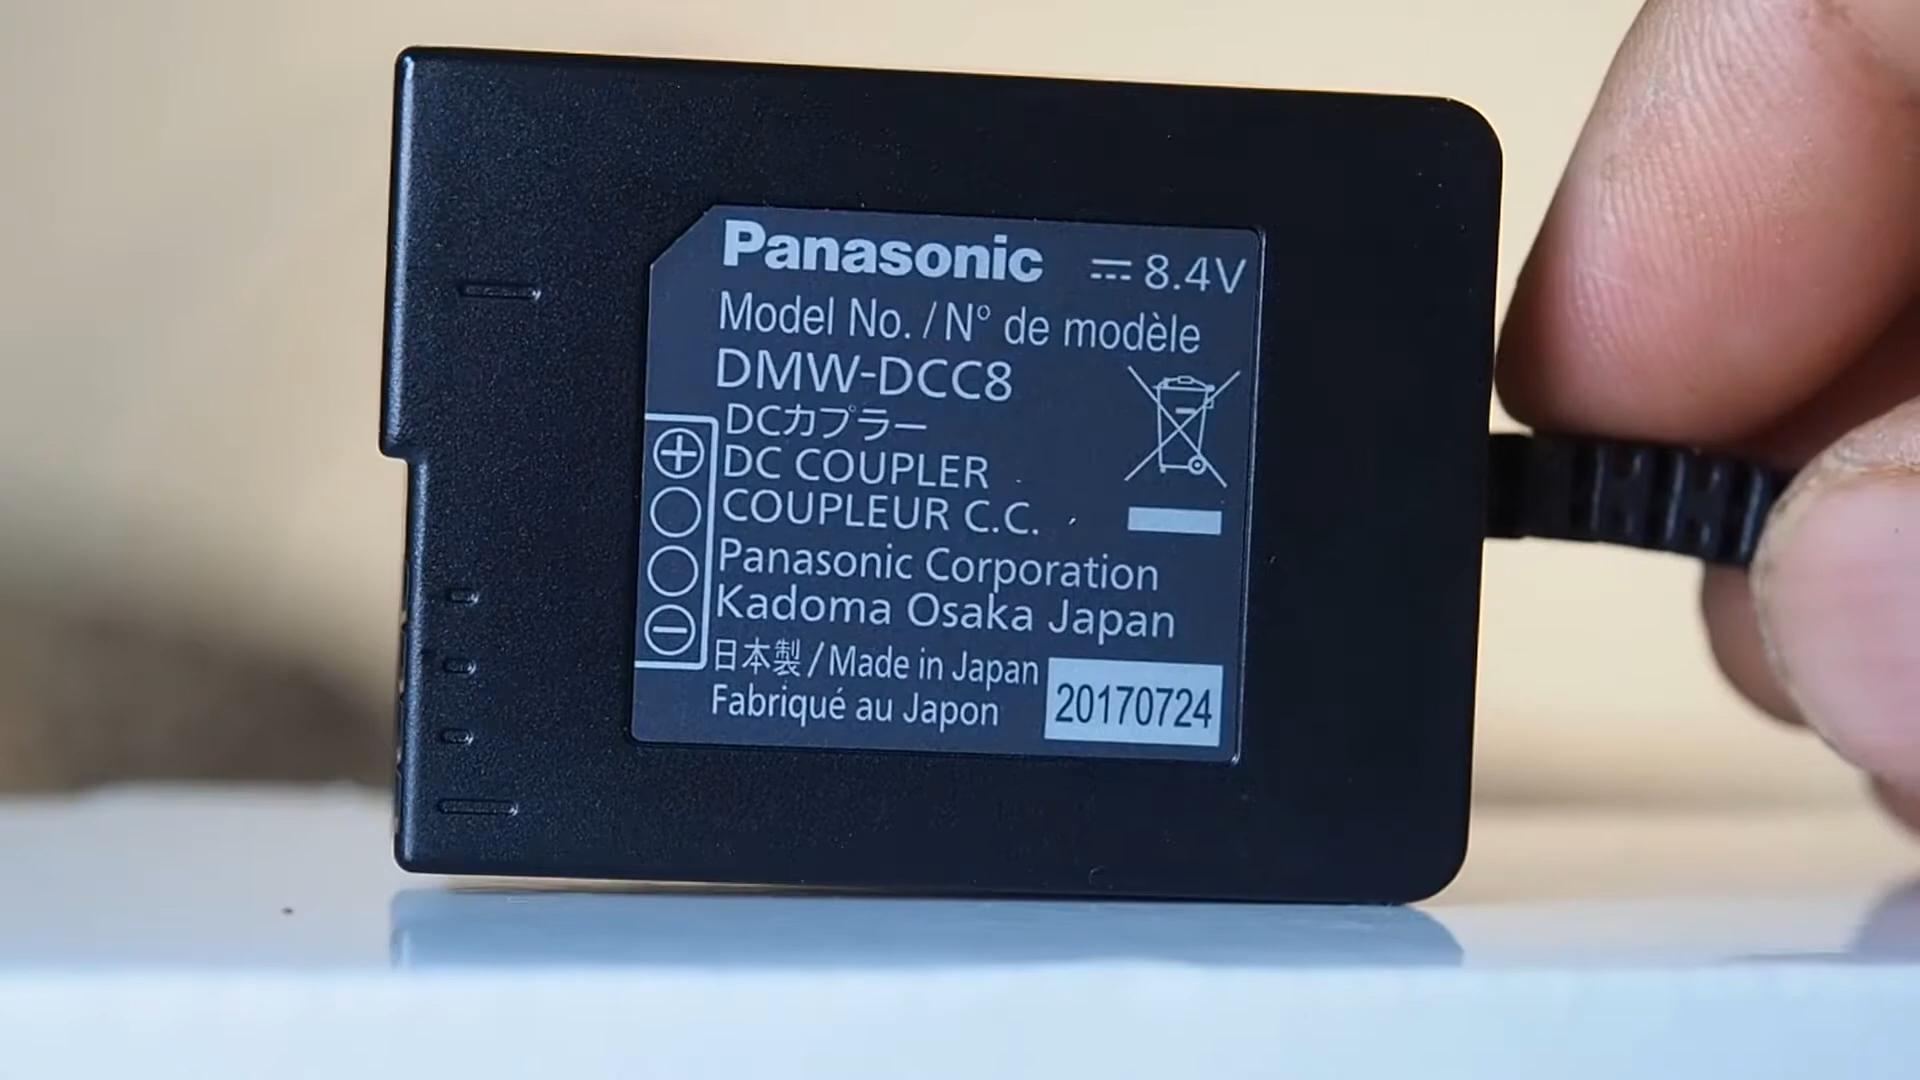 Panasonic ⎓ 8.4V
Model No. / N° de modèle
DMW-DCC8
DCカプラー
DC COUPLER
COUPLEUR C.C.
Panasonic Corporation
Kadoma Osaka Japan
日本製 / Made in Japan
Fabriqué au Japon 20170724